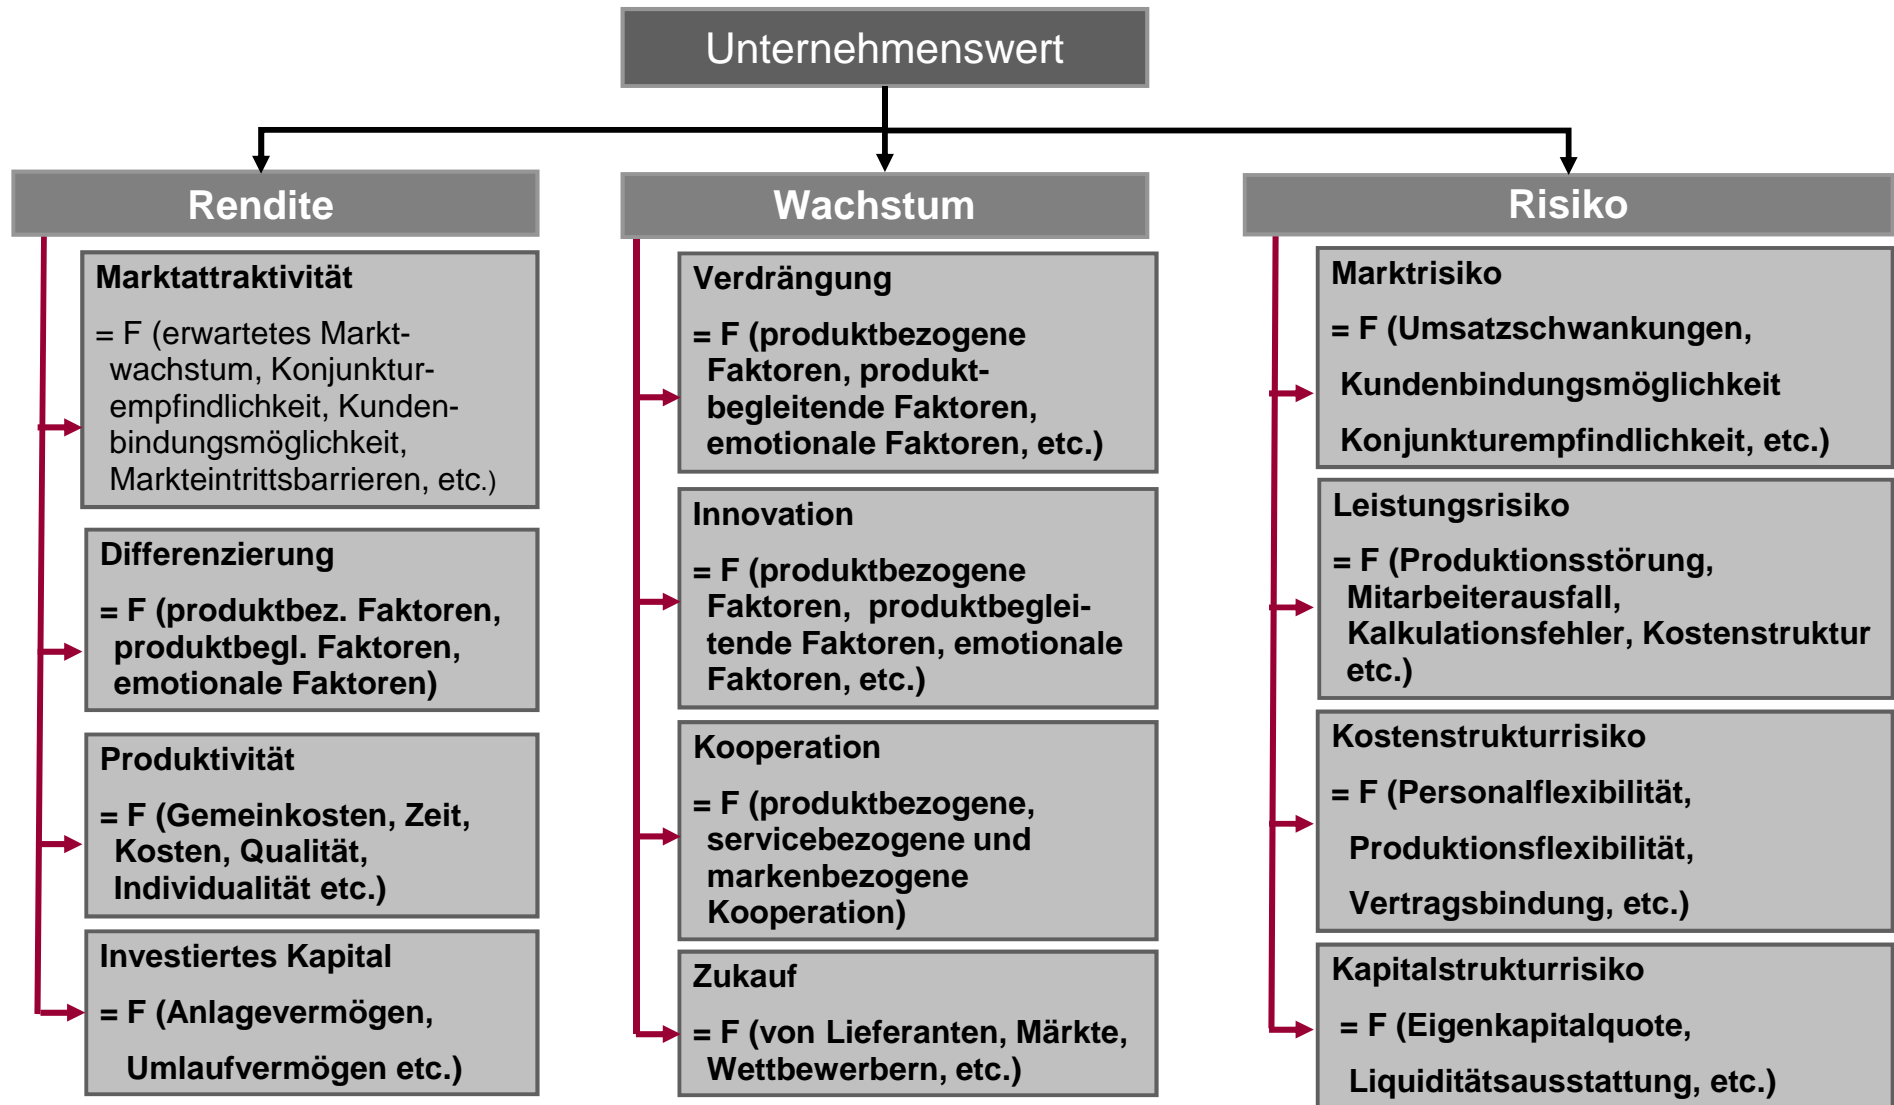 Unternehmenswert
Rendite
Marktattraktivität
= F (erwartetes Markt-
wachstum, Konjunktur-
empfindlichkeit, Kunden-
bindungsmöglichkeit,
Markteintrittsbarrieren, etc.)
Differenzierung
= F (produktbez. Faktoren,
produktbegl. Faktoren,
emotionale Faktoren)
Produktivität
= F (Gemeinkosten, Zeit,
Kosten, Qualität,
Individualität etc.)
Investiertes Kapital
= F (Anlagevermögen,
Umlaufvermögen etc.)
Wachstum
Verdrängung
= F (produktbezogene
Faktoren, produkt-
begleitende Faktoren,
emotionale Faktoren, etc.)
Innovation
= F (produktbezogene
Faktoren, produktbeglei-
tende Faktoren, emotionale
Faktoren, etc.)
Kooperation
= F (produktbezogene,
servicebezogene und
markenbezogene
Kooperation)
Zukauf
= F (von Lieferanten, Märkte,
Wettbewerbern, etc.)
Risiko
Marktrisiko
= F (Umsatzschwankungen,
Kundenbindungsmöglichkeit
Konjunkturempfindlichkeit, etc.)
Leistungsrisiko
= F (Produktionsstörung,
Mitarbeiterausfall,
Kalkulationsfehler, Kostenstruktur
etc.)
Kostenstrukturrisiko
= F (Personalflexibilität,
Produktionsflexibilität,
Vertragsbindung, etc.)
Kapitalstrukturrisiko
= F (Eigenkapitalquote,
Liquiditätsausstattung, etc.)